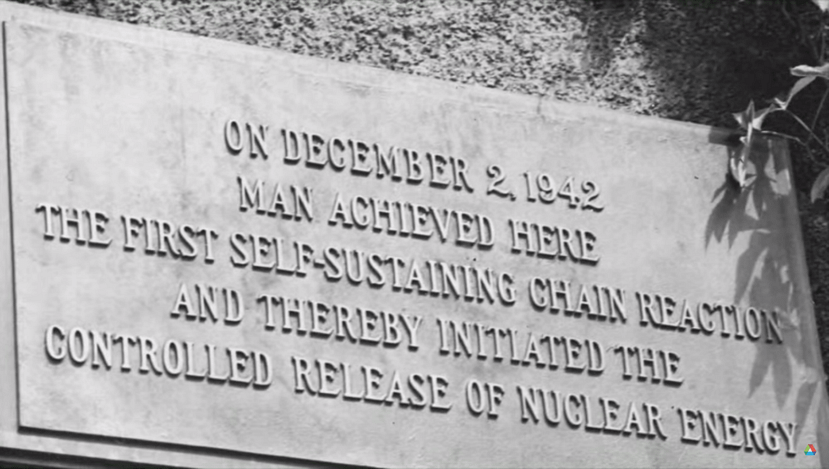 ON DECEMBER 2, 1942
MAN ACHIEVED HERE
THE FIRST SELF-SUSTAINING CHAIN REACTION
AND THEREBY INITIATED THE
CONTROLLED RELEASE OF NUCLEAR ENERGY